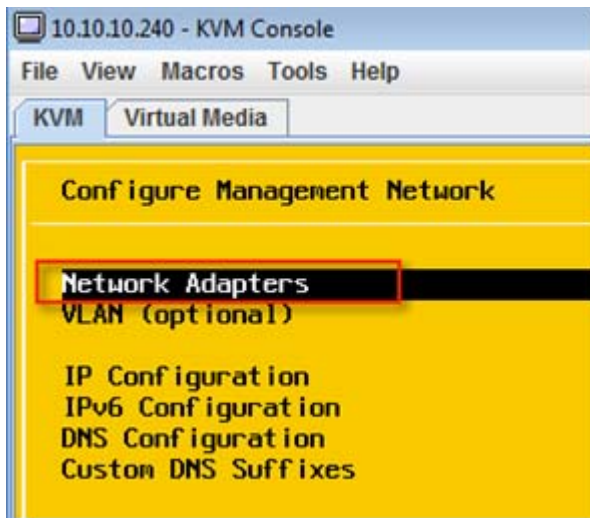 10.10.10.240 - KVM Console
File View Macros Tools Help
KVM Virtual Media
Configure Management Network
Network Adapters
VLAN (optional)
IP Configuration
IPv6 Configuration
DNS Configuration
Custom DNS Suffixes